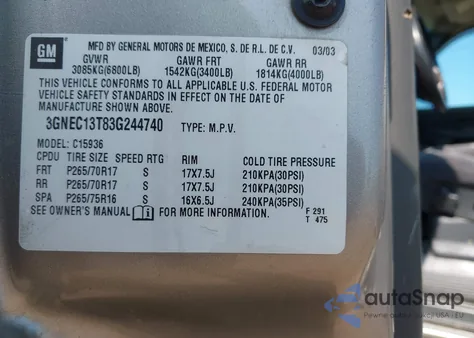 GM
MFD BY GENERAL MOTORS DE MEXICO, S. DE R.L. DE C.V. 03/03
GVWR GAWR FRT GAWR RR
3085KG(6800LB) 1542KG(3400LB) 1814KG(4000LB)
THIS VEHICLE CONFORMS TO ALL APPLICABLE U.S. FEDERAL MOTOR
VEHICLE SAFETY STANDARDS IN EFFECT ON THE DATE OF
MANUFACTURE SHOWN ABOVE.
3GNEC13T83G244740 TYPE: M.P.V.
MODEL: C15936
CPDU TIRE SIZE SPEED RTG RIM COLD TIRE PRESSURE
FRT P265/70R17 S 17X7.5J 210KPA(30PSI)
RR P265/70R17 S 17X7.5J 210KPA(30PSI)
SPA P265/75R16 S 16X6.5J 240KPA(35PSI)
SEE OWNER'S MANUAL FOR MORE INFORMATION.
F 291
T 475
autoSnap
Pewne auto z USA i EU